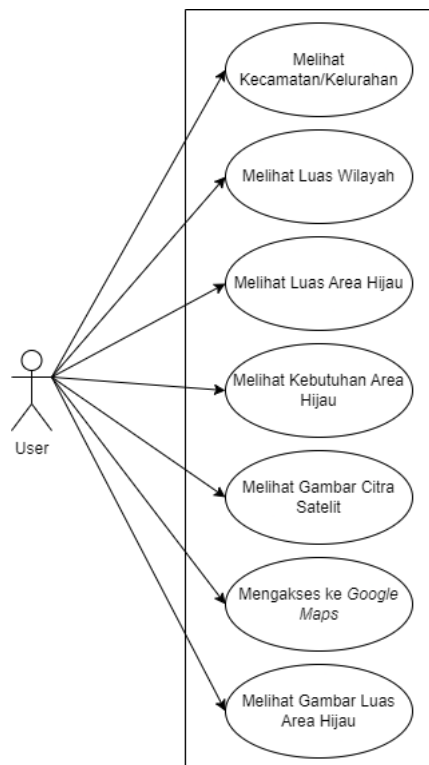 Melihat
Kecamatan/Kelurahan
Melihat Luas Wilayah
Melihat Luas Area Hijau
Melihat Kebutuhan Area
Hijau
User
Melihat Gambar Citra
Satelit
Mengakses ke Google
Maps
Melihat Gambar Luas
Area Hijau